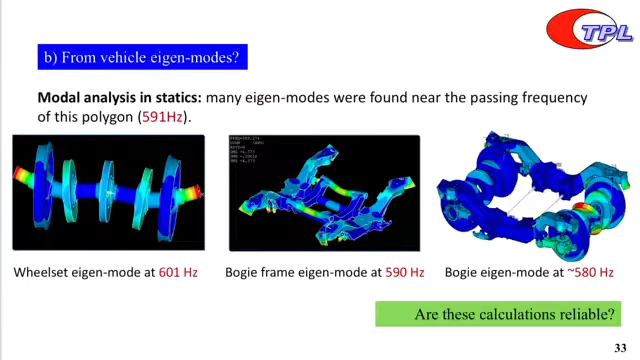 TPL
b) From vehicle eigen-modes?
Modal analysis in statics: many eigen-modes were found near the passing frequency
of this polygon (591Hz).
Wheelset eigen-mode at 601 Hz
Bogie frame eigen-mode at 590 Hz
Bogie eigen-mode at ~580 Hz
Are these calculations reliable?
33